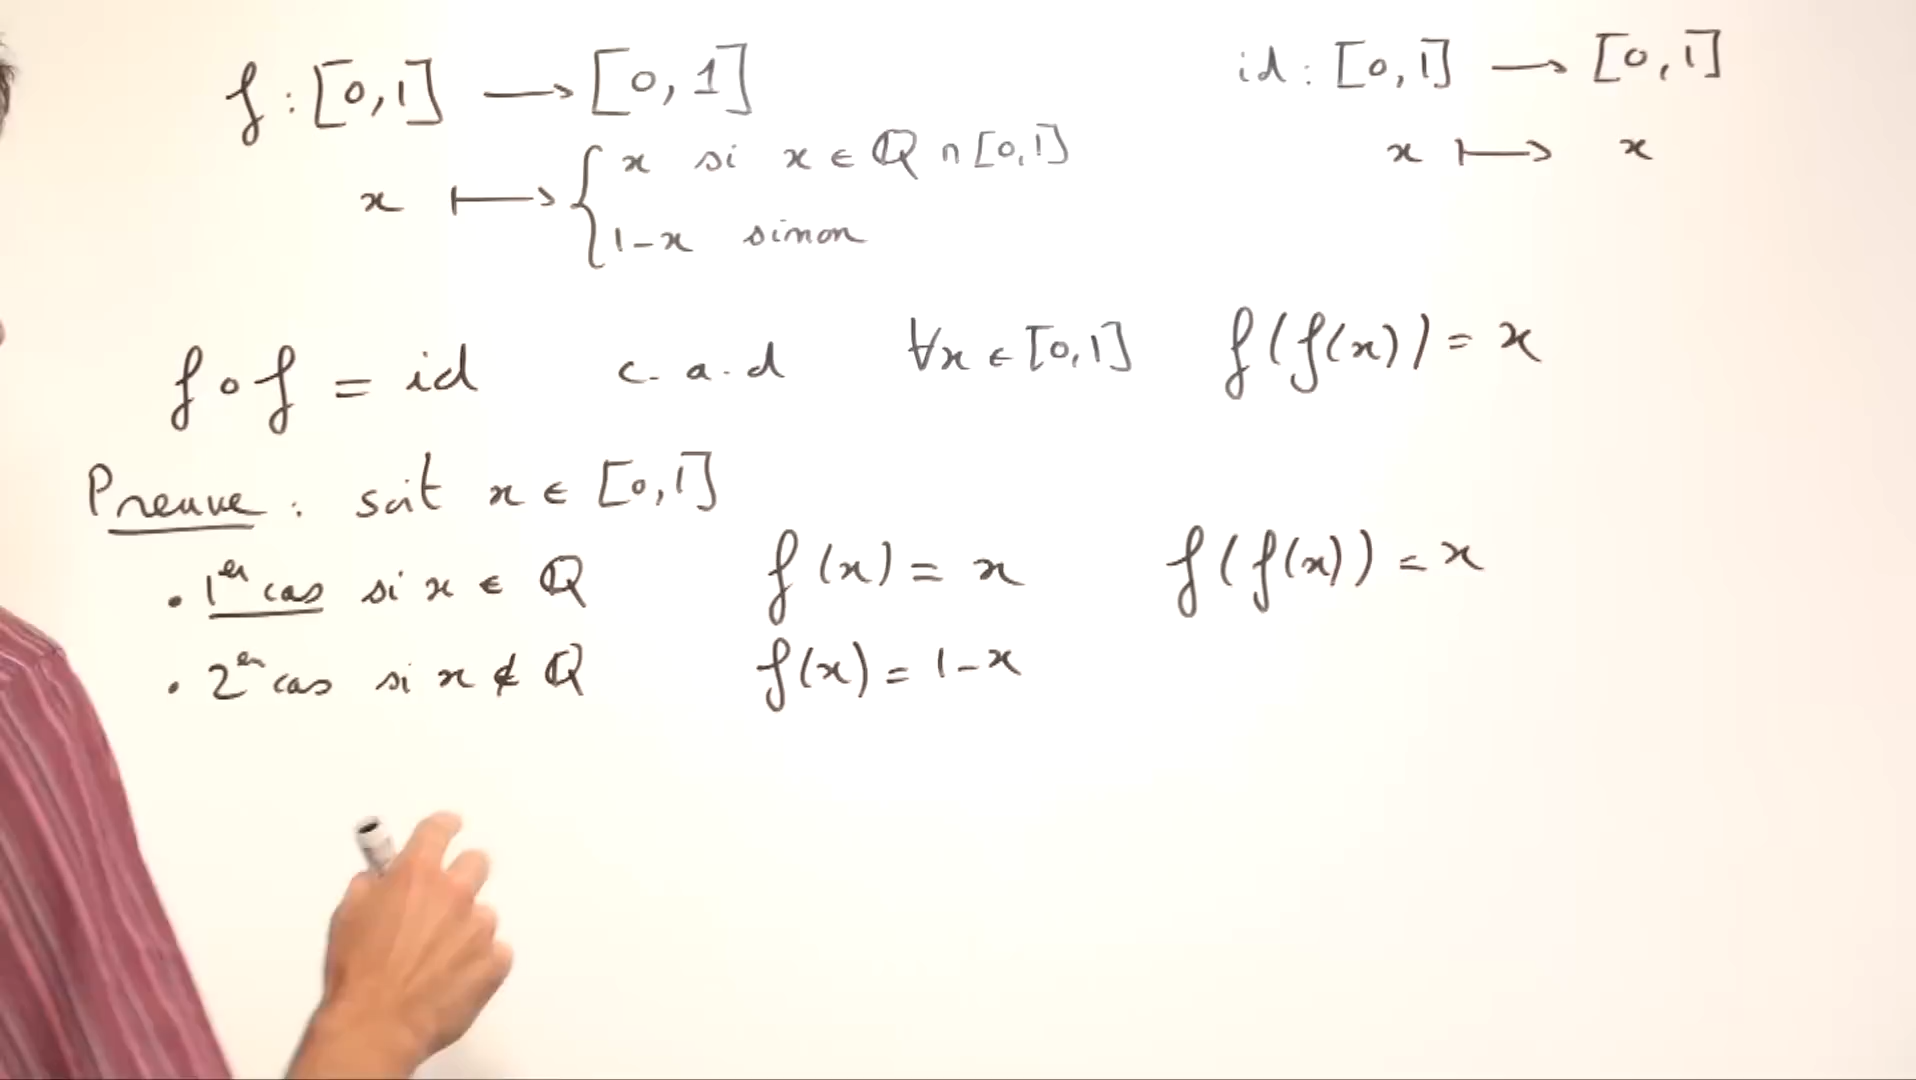 f : [0,1] → [0,1]
id : [0,1] → [0,1]
x ⟼ { x si x ∈ ℚ ∩ [0,1]
1-x sinon
x ⟼ x
f∘f = id c.a.d ∀x ∈ [0,1] f(f(x)) = x
Preuve : soit x ∈ [0,1]
• 1er cas si x ∈ ℚ f(x) = x f(f(x)) = x
• 2en cas si x ∉ ℚ f(x) = 1-x